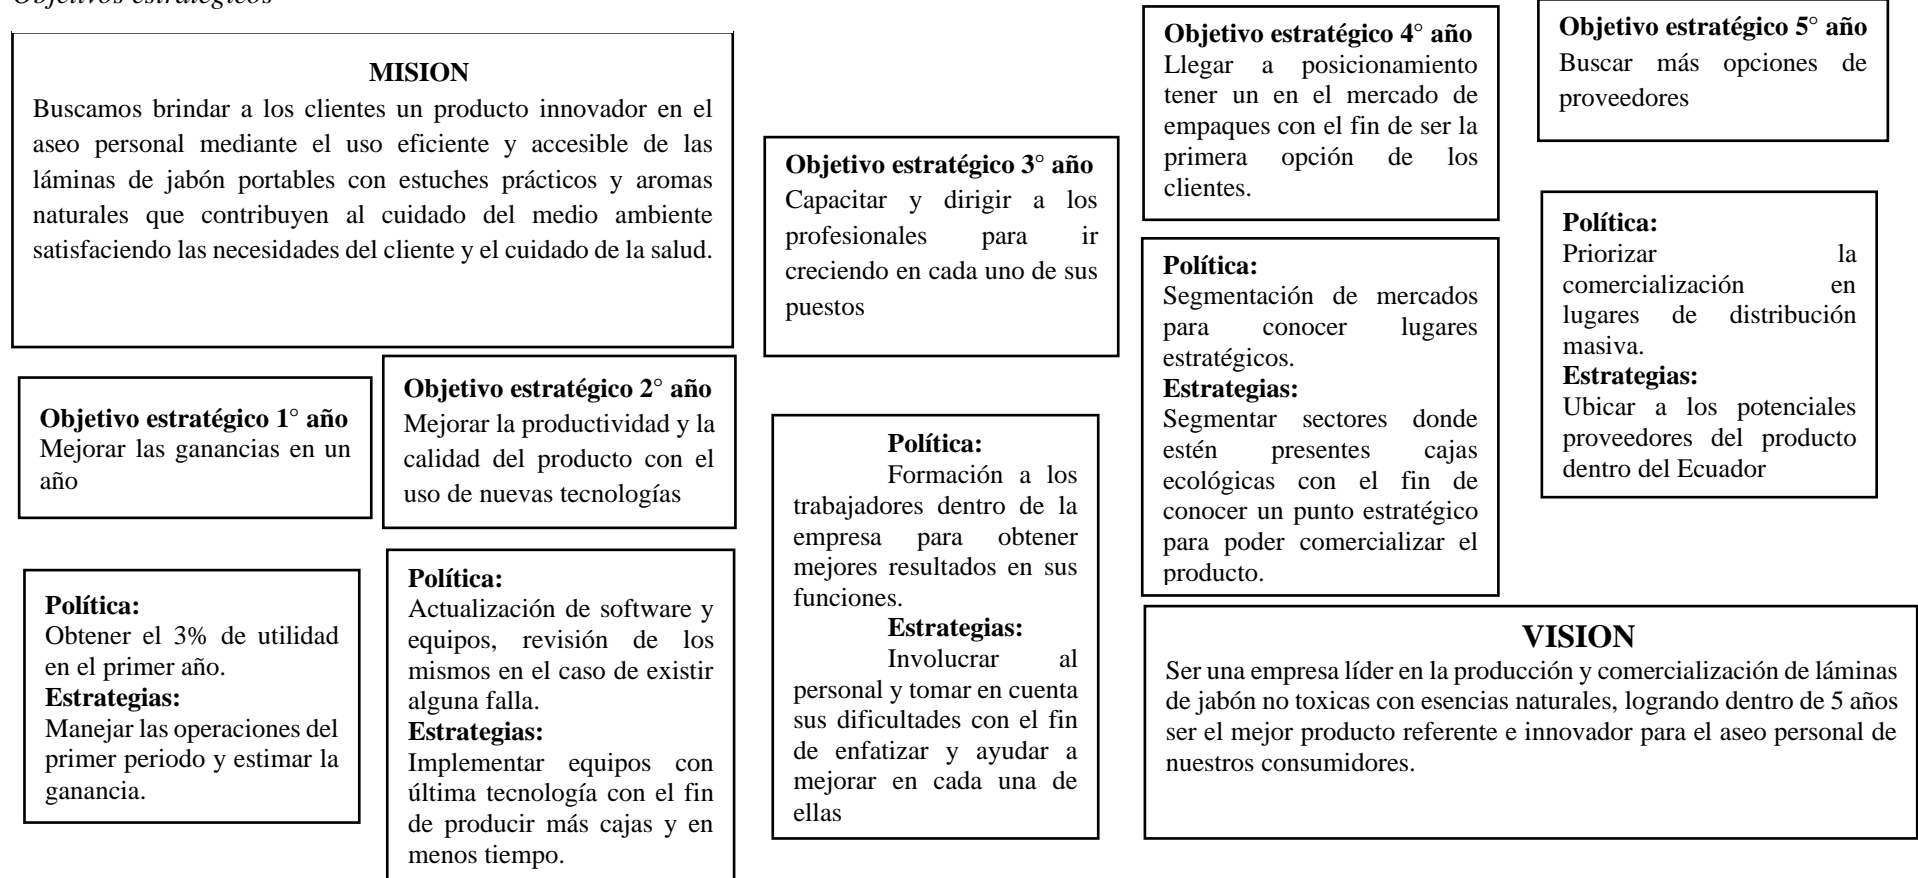 Objetivos estratégicos
MISION
Buscamos brindar a los clientes un producto innovador en el
aseo personal mediante el uso eficiente y accesible de las
láminas de jabón portables con estuches prácticos y aromas
naturales que contribuyen al cuidado del medio ambiente
satisfaciendo las necesidades del cliente y el cuidado de la salud.
Objetivo estratégico 1° año
Mejorar las ganancias en un
año
Política:
Obtener el 3% de utilidad
en el primer año.
Estrategias:
Manejar las operaciones del
primer periodo y estimar la
ganancia.
Objetivo estratégico 2° año
Mejorar la productividad y la
calidad del producto con el
uso de nuevas tecnologías
Política:
Actualización de software y
equipos, revisión de los
mismos en el caso de existir
alguna falla.
Estrategias:
Implementar equipos con
última tecnología con el fin
de producir más cajas y en
menos tiempo.
Objetivo estratégico 3° año
Capacitar y dirigir a los
profesionales para ir
creciendo en cada uno de sus
puestos
Política:
Formación a los
trabajadores dentro de la
empresa para obtener
mejores resultados en sus
funciones.
Estrategias:
Involucrar al
personal y tomar en cuenta
sus dificultades con el fin
de enfatizar y ayudar a
mejorar en cada una de
ellas
Objetivo estratégico 4° año
Llegar a posicionamiento
tener un en el mercado de
empaques con el fin de ser la
primera opción de los
clientes.
Política:
Segmentación de mercados
para conocer lugares
estratégicos.
Estrategias:
Segmentar sectores donde
estén presentes cajas
ecológicas con el fin de
conocer un punto estratégico
para poder comercializar el
producto.
Objetivo estratégico 5° año
Buscar más opciones de
proveedores
Política:
Priorizar la
comercialización en
lugares de distribución
masiva.
Estrategias:
Ubicar a los potenciales
proveedores del producto
dentro del Ecuador
VISION
Ser una empresa líder en la producción y comercialización de láminas
de jabón no toxicas con esencias naturales, logrando dentro de 5 años
ser el mejor producto referente e innovador para el aseo personal de
nuestros consumidores.